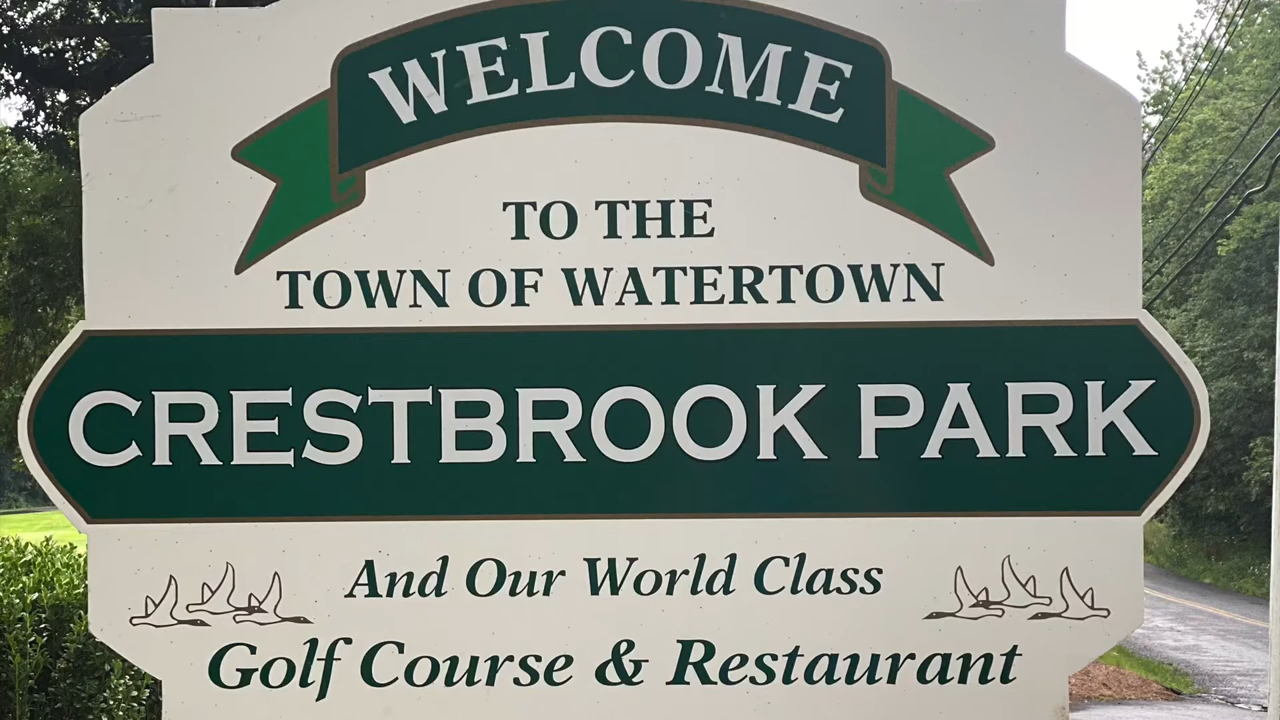 WELCOME
TO THE
TOWN OF WATERTOWN
CRESTBROOK PARK
And Our World Class
Golf Course & Restaurant